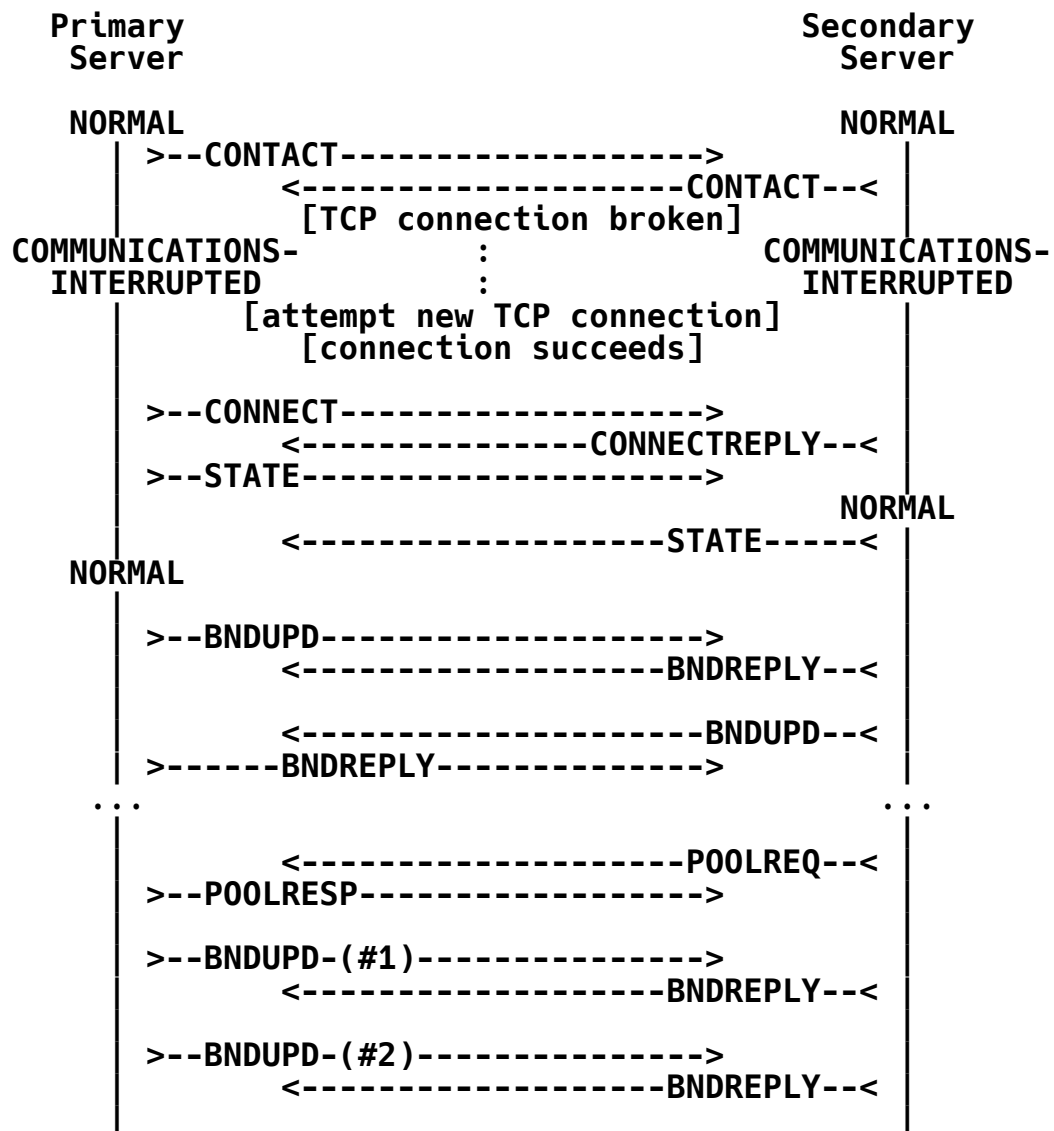 Primary                                Secondary
   Server                                  Server

   NORMAL                                  NORMAL
     | >--CONTACT------------------->         |
     |        <--------------------CONTACT--< |
     |         [TCP connection broken]        |
COMMUNICATIONS-         :              COMMUNICATIONS-
  INTERRUPTED           :                INTERRUPTED
     |      [attempt new TCP connection]      |
     |         [connection succeeds]          |
     |                                        |
     | >--CONNECT------------------->         |
     |        <---------------CONNECTREPLY--< |
     | >--STATE--------------------->         |
     |                                     NORMAL
     |        <-------------------STATE-----< |
   NORMAL                                     |
     |                                        |
     | >--BNDUPD-------------------->         |
     |        <-------------------BNDREPLY--< |
     |                                        |
     |        <---------------------BNDUPD--< |
     | >------BNDREPLY-------------->         |
    ...                                      ...
     |                                        |
     |        <--------------------POOLREQ--< |
     | >--POOLRESP------------------>         |
     |                                        |
     | >--BNDUPD-(#1)--------------->         |
     |        <-------------------BNDREPLY--< |
     |                                        |
     | >--BNDUPD-(#2)--------------->         |
     |        <-------------------BNDREPLY--< |
     |                                        |